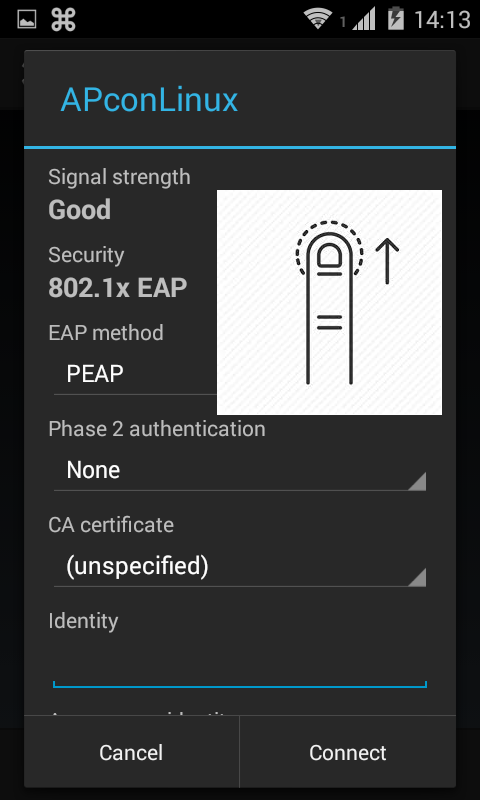 1 14:13
APconLinux
Signal strength
Good
Security
802.1x EAP
EAP method
PEAP
Phase 2 authentication
None
CA certificate
(unspecified)
Identity
Cancel Connect